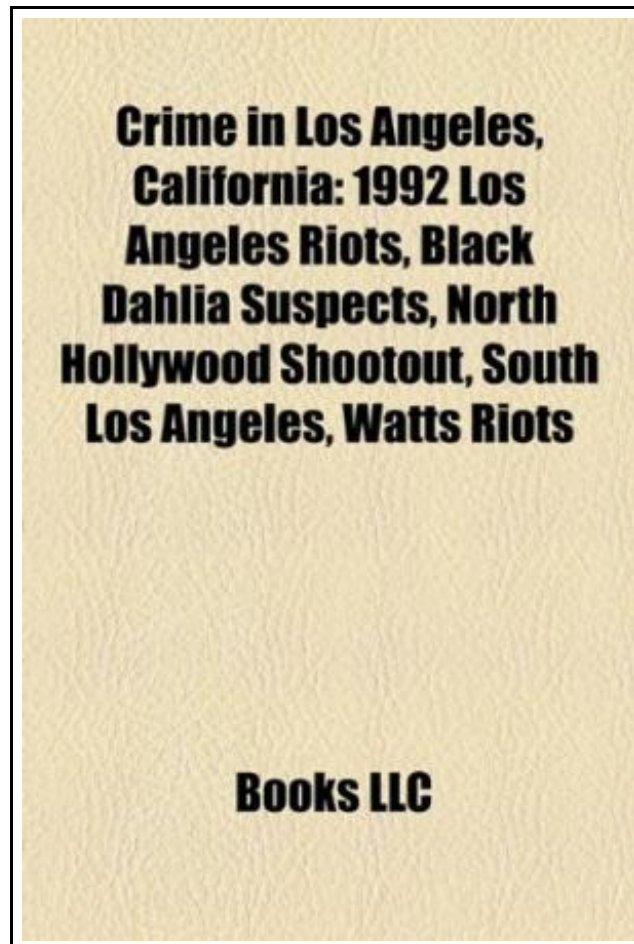 Crime in Los Angeles,
California: 1992 Los
Angeles Riots, Black
Dahlia Suspects, North
Hollywood Shootout, South
Los Angeles, Watts Riots
Books LLC